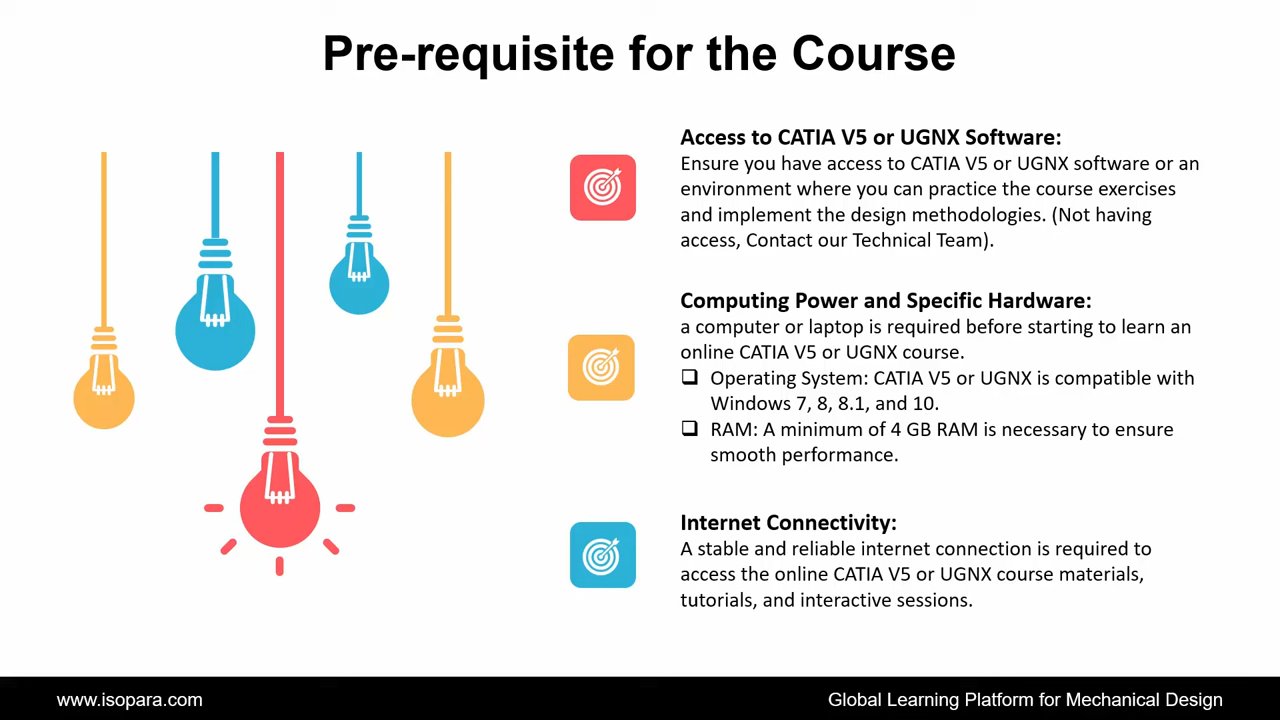 Pre-requisite for the Course
Access to CATIA V5 or UGNX Software:
Ensure you have access to CATIA V5 or UGNX software or an
environment where you can practice the course exercises
and implement the design methodologies. (Not having
access, Contact our Technical Team).
Computing Power and Specific Hardware:
a computer or laptop is required before starting to learn an
online CATIA V5 or UGNX course.
❑ Operating System: CATIA V5 or UGNX is compatible with
Windows 7, 8, 8.1, and 10.
❑ RAM: A minimum of 4 GB RAM is necessary to ensure
smooth performance.
Internet Connectivity:
A stable and reliable internet connection is required to
access the online CATIA V5 or UGNX course materials,
tutorials, and interactive sessions.
www.isopara.com
Global Learning Platform for Mechanical Design